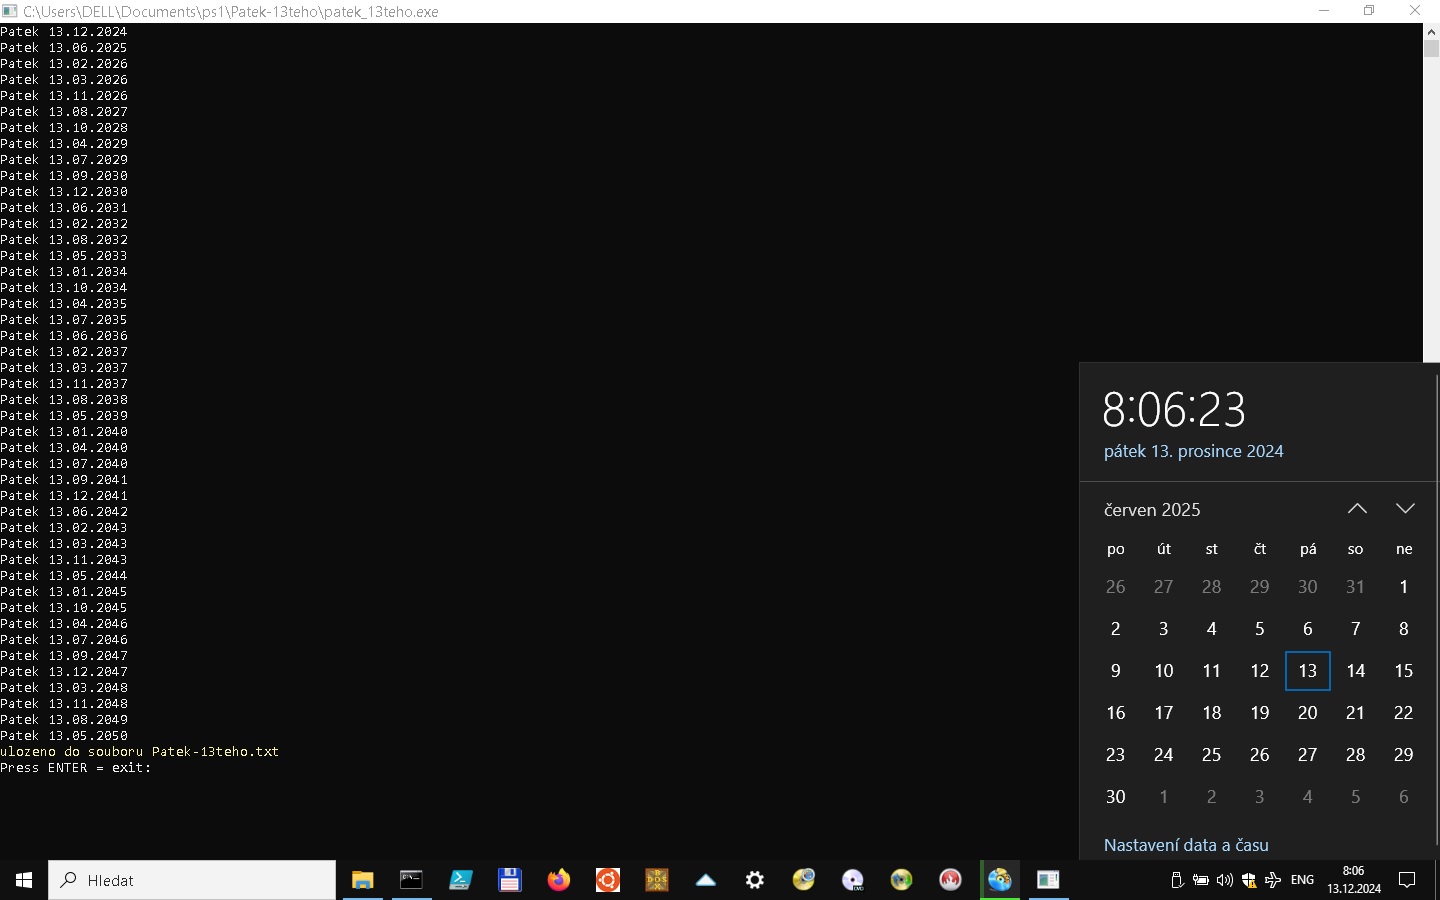 C:\Users\DELL\Documents\ps1\Patek-13teho\patek_13teho.exe
Patek 13.12.2024
Patek 13.06.2025
Patek 13.02.2026
Patek 13.03.2026
Patek 13.11.2026
Patek 13.08.2027
Patek 13.10.2028
Patek 13.04.2029
Patek 13.07.2029
Patek 13.09.2030
Patek 13.12.2030
Patek 13.06.2031
Patek 13.02.2032
Patek 13.08.2032
Patek 13.05.2033
Patek 13.01.2034
Patek 13.10.2034
Patek 13.04.2035
Patek 13.07.2035
Patek 13.06.2036
Patek 13.02.2037
Patek 13.03.2037
Patek 13.11.2037
Patek 13.08.2038
Patek 13.05.2039
Patek 13.01.2040
Patek 13.04.2040
Patek 13.07.2040
Patek 13.09.2041
Patek 13.12.2041
Patek 13.06.2042
Patek 13.02.2043
Patek 13.03.2043
Patek 13.11.2043
Patek 13.05.2044
Patek 13.01.2045
Patek 13.10.2045
Patek 13.04.2046
Patek 13.07.2046
Patek 13.09.2047
Patek 13.12.2047
Patek 13.03.2048
Patek 13.11.2048
Patek 13.08.2049
Patek 13.05.2050
ulozeno do souboru Patek-13teho.txt
Press ENTER = exit:
8:06:23
pátek 13. prosince 2024
červen 2025
po út st čt pá so ne
26 27 28 29 30 31 1
2 3 4 5 6 7 8
9 10 11 12 13 14 15
16 17 18 19 20 21 22
23 24 25 26 27 28 29
30 1 2 3 4 5 6
Nastavení data a času
Hledat
DOS
DVD
ENG
8:06
13.12.2024